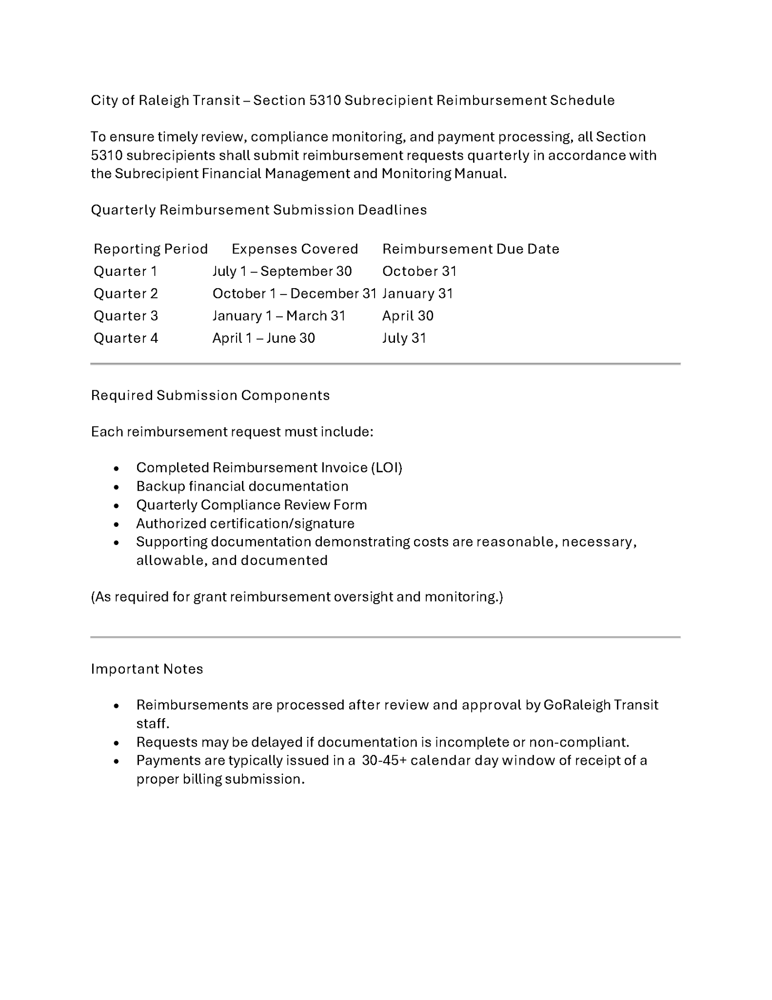 City of Raleigh Transit – Section 5310 Subrecipient Reimbursement Schedule
To ensure timely review, compliance monitoring, and payment processing, all Section
5310 subrecipients shall submit reimbursement requests quarterly in accordance with
the Subrecipient Financial Management and Monitoring Manual.
Quarterly Reimbursement Submission Deadlines
Reporting Period Expenses Covered Reimbursement Due Date
Quarter 1 July 1 – September 30 October 31
Quarter 2 October 1 – December 31 January 31
Quarter 3 January 1 – March 31 April 30
Quarter 4 April 1 – June 30 July 31
Required Submission Components
Each reimbursement request must include:
• Completed Reimbursement Invoice (LOI)
• Backup financial documentation
• Quarterly Compliance Review Form
• Authorized certification/signature
• Supporting documentation demonstrating costs are reasonable, necessary,
allowable, and documented
(As required for grant reimbursement oversight and monitoring.)
Important Notes
• Reimbursements are processed after review and approval by GoRaleigh Transit
staff.
• Requests may be delayed if documentation is incomplete or non-compliant.
• Payments are typically issued in a 30-45+ calendar day window of receipt of a
proper billing submission.